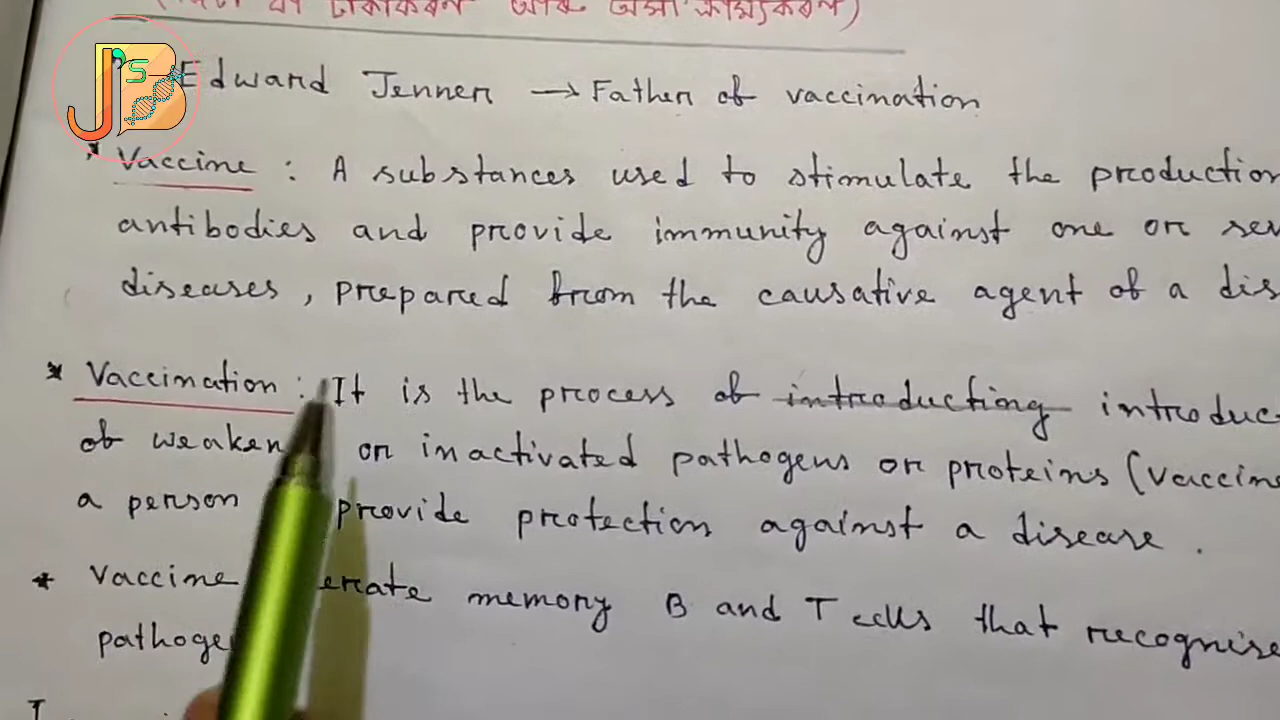 টীকাকৰণ আৰু
J'S B
Edward Jenner → Father of vaccination
* Vaccine : A substances used to stimulate the production
antibodies and provide immunity against one or
diseases, prepared from the causative agent of a
* Vaccination : It is the process of introducting
of weaken or inactivated pathogens or proteins (vaccine
a person provide protection against a disease.
* Vaccine memory B and T cells that recognise